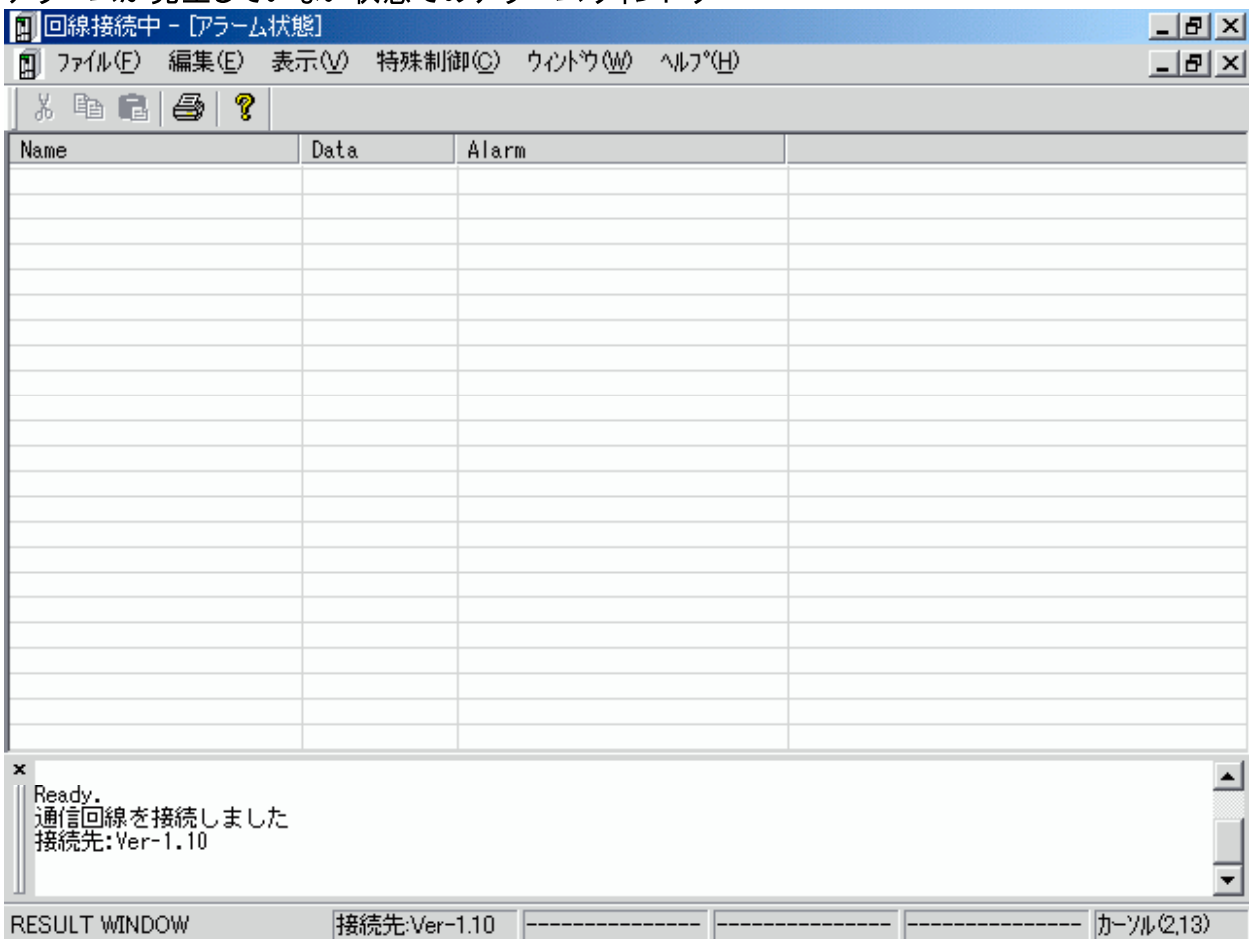 回線接続中 - [アラーム状態]
ファイル(F) 編集(E) 表示(V) 特殊制御(C) ウィンドウ(W) ヘルプ(H)
Name Data Alarm
Ready.
通信回線を接続しました
接続先:Ver-1.10
RESULT WINDOW 接続先:Ver-1.10 --------------- --------------- --------------- カーソル(2,13)